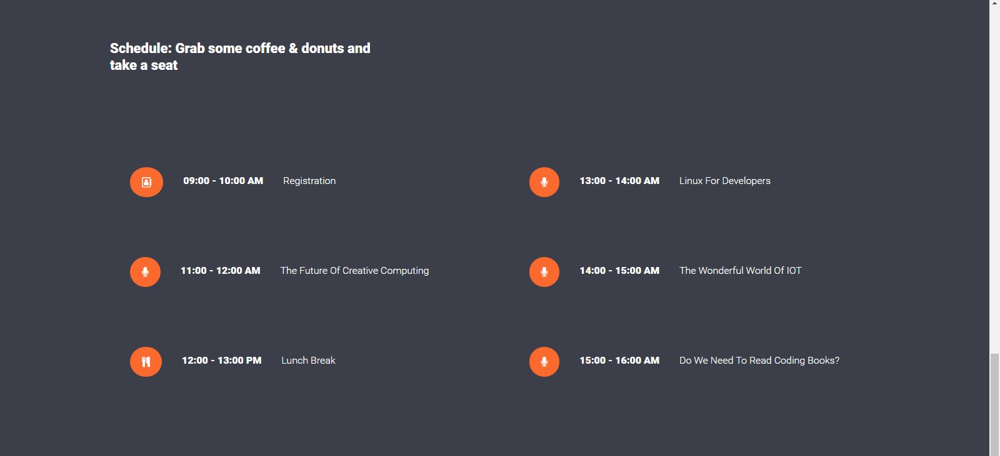 Schedule: Grab some coffee & donuts and
take a seat
09:00 - 10:00 AM Registration
11:00 - 12:00 AM The Future Of Creative Computing
12:00 - 13:00 PM Lunch Break
13:00 - 14:00 AM Linux For Developers
14:00 - 15:00 AM The Wonderful World Of IOT
15:00 - 16:00 AM Do We Need To Read Coding Books?